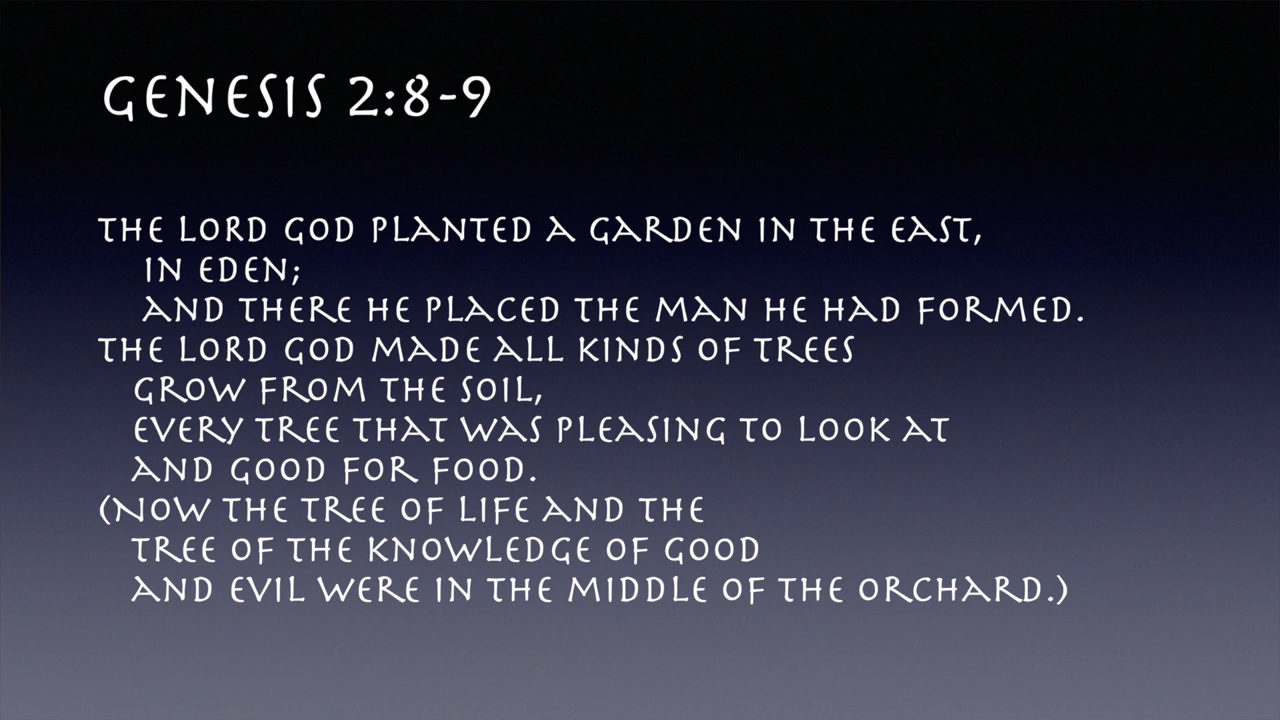 GENESIS 2:8-9
THE LORD GOD PLANTED A GARDEN IN THE EAST,
IN EDEN;
AND THERE HE PLACED THE MAN HE HAD FORMED.
THE LORD GOD MADE ALL KINDS OF TREES
GROW FROM THE SOIL,
EVERY TREE THAT WAS PLEASING TO LOOK AT
AND GOOD FOR FOOD.
(NOW THE TREE OF LIFE AND THE
TREE OF THE KNOWLEDGE OF GOOD
AND EVIL WERE IN THE MIDDLE OF THE ORCHARD.)